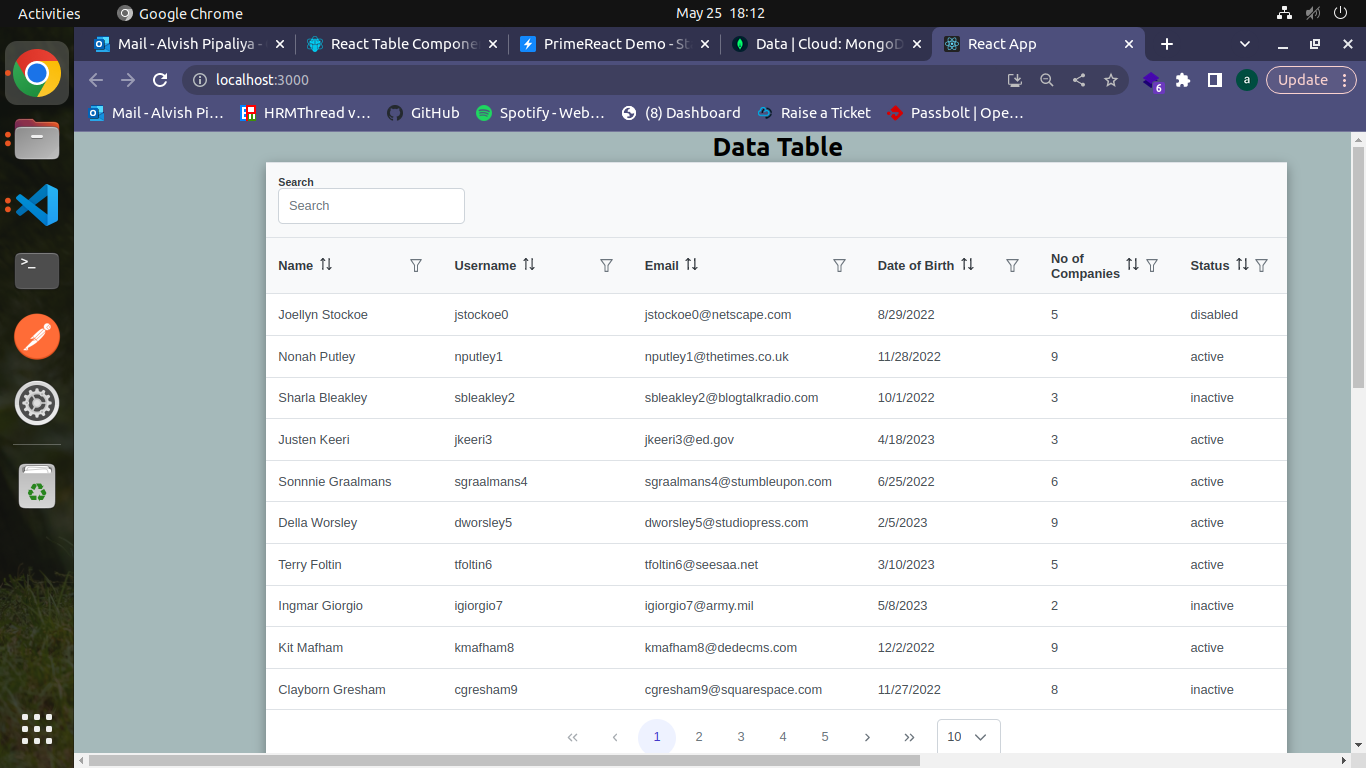 Activities Google Chrome May 25 18:12
Mail - Alvish Pipaliya - React Table Compone PrimeReact Demo - St Data | Cloud: MongoD React App
localhost:3000 6 a Update
Mail - Alvish Pi… HRMThread v… GitHub Spotify - Web… (8) Dashboard Raise a Ticket Passbolt | Ope…
Data Table
Search
Search
Name Username Email Date of Birth No of Companies Status
Joellyn Stockoe jstockoe0 jstockoe0@netscape.com 8/29/2022 5 disabled
Nonah Putley nputley1 nputley1@thetimes.co.uk 11/28/2022 9 active
Sharla Bleakley sbleakley2 sbleakley2@blogtalkradio.com 10/1/2022 3 inactive
Justen Keeri jkeeri3 jkeeri3@ed.gov 4/18/2023 3 active
Sonnnie Graalmans sgraalmans4 sgraalmans4@stumbleupon.com 6/25/2022 6 active
Della Worsley dworsley5 dworsley5@studiopress.com 2/5/2023 9 active
Terry Foltin tfoltin6 tfoltin6@seesaa.net 3/10/2023 5 active
Ingmar Giorgio igiorgio7 igiorgio7@army.mil 5/8/2023 2 inactive
Kit Mafham kmafham8 kmafham8@dedecms.com 12/2/2022 9 active
Clayborn Gresham cgresham9 cgresham9@squarespace.com 11/27/2022 8 inactive
« ‹ 1 2 3 4 5 › » 10